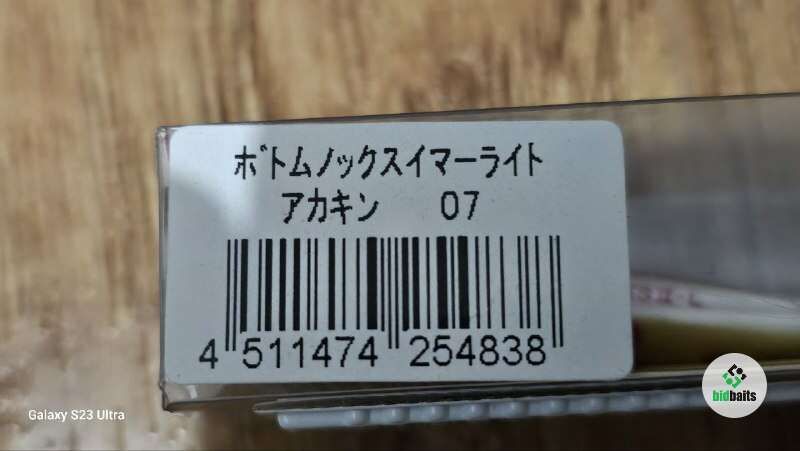 ﾎﾞﾄﾑﾉｯｸｽｲﾏｰﾗｲﾄ
ｱｶｷﾝ 07
4 511474 254838
Galaxy S23 Ultra
bidbaits